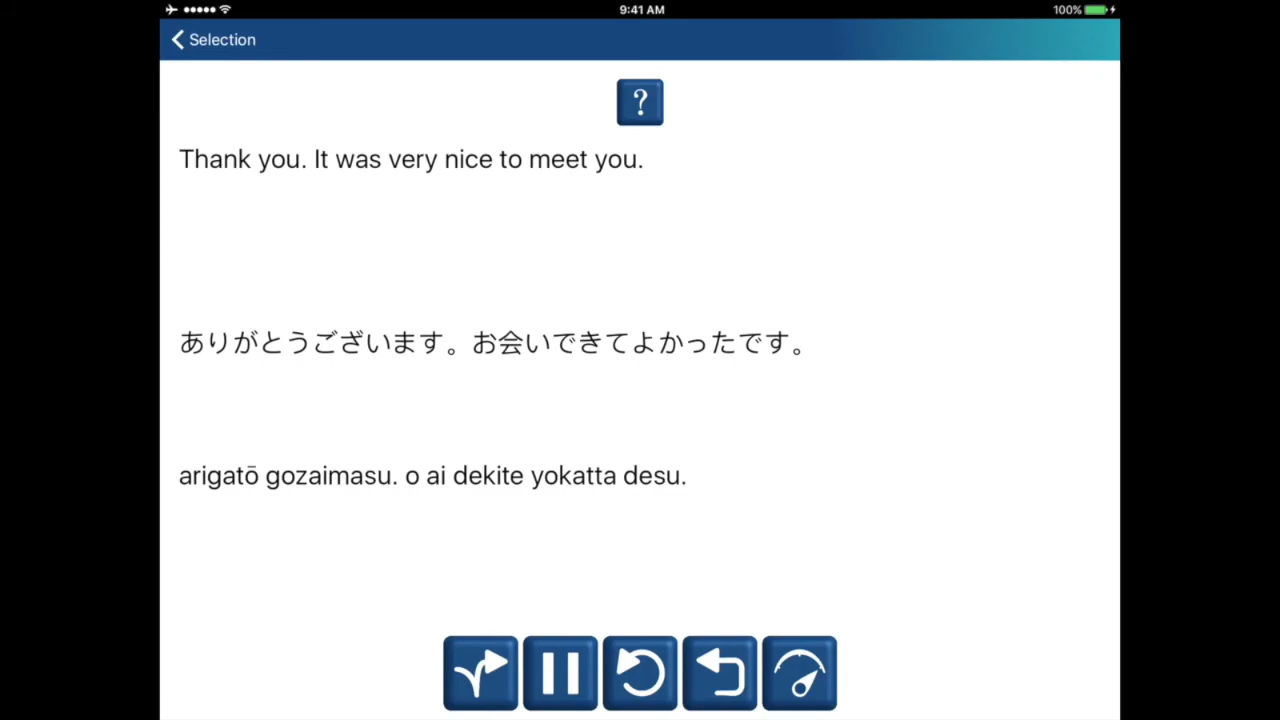 9:41 AM
100%
Selection
?
Thank you. It was very nice to meet you.
ありがとうございます。お会いできてよかったです。
arigatō gozaimasu. o ai dekite yokatta desu.